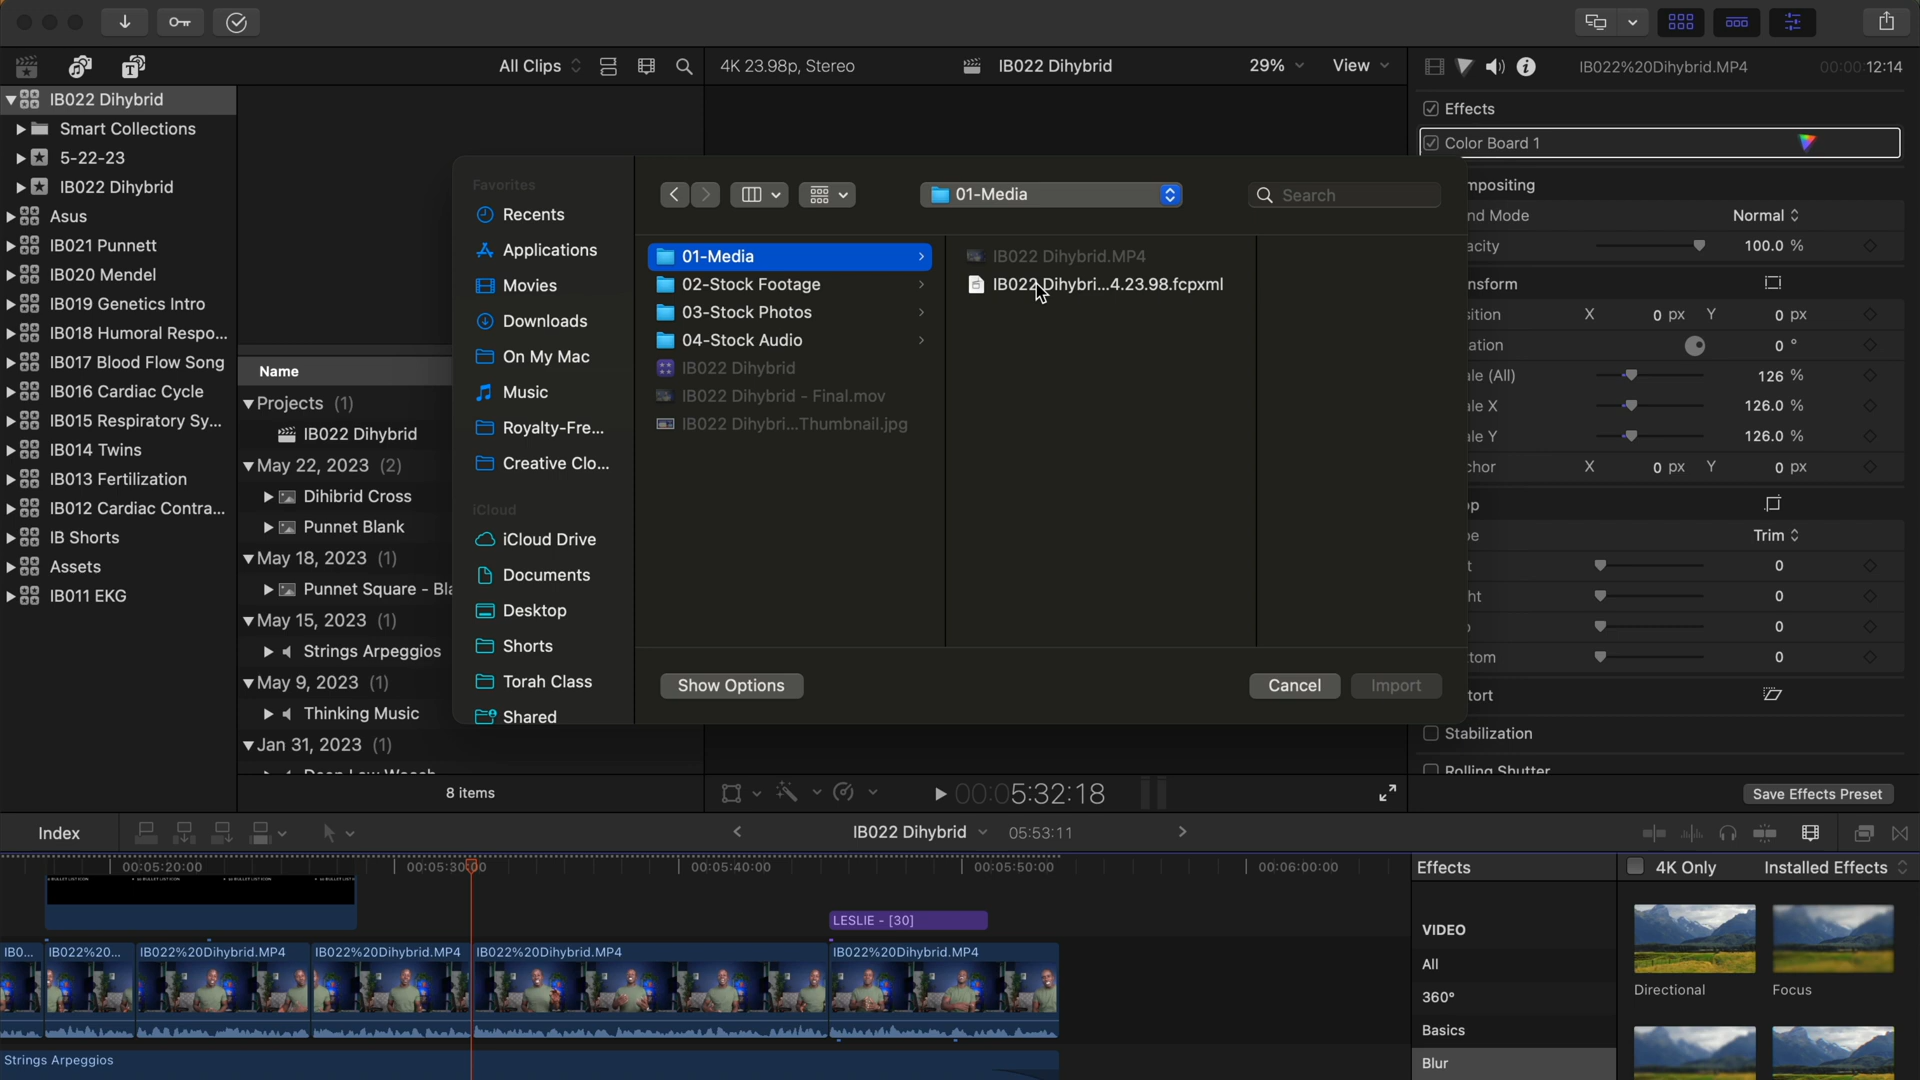 All Clips
4K 23.98p, Stereo
IB022 Dihybrid
29%
View
IB022%20Dihybrid.MP4
00:00 12:14
IB022 Dihybrid
Smart Collections
5-22-23
IB022 Dihybrid
Asus
IB021 Punnett
IB020 Mendel
IB019 Genetics Intro
IB018 Humoral Respo...
IB017 Blood Flow Song
IB016 Cardiac Cycle
IB015 Respiratory Sy...
IB014 Twins
IB013 Fertilization
IB012 Cardiac Contra...
IB Shorts
Assets
IB011 EKG
Name
Projects (1)
IB022 Dihybrid
May 22, 2023 (2)
Dihibrid Cross
Punnet Blank
May 18, 2023 (1)
Punnet Square - Bla
May 15, 2023 (1)
Strings Arpeggios
May 9, 2023 (1)
Thinking Music
Jan 31, 2023 (1)
8 items
Favorites
Recents
Applications
Movies
Downloads
On My Mac
Music
Royalty-Fre...
Creative Clo...
iCloud
iCloud Drive
Documents
Desktop
Shorts
Torah Class
Shared
01-Media
Search
01-Media
02-Stock Footage
03-Stock Photos
04-Stock Audio
IB022 Dihybrid
IB022 Dihybrid - Final.mov
IB022 Dihybri...Thumbnail.jpg
IB022 Dihybrid.MP4
IB022 Dihybri...4.23.98.fcpxml
Show Options
Cancel
Import
Effects
Color Board 1
mpositing
nd Mode Normal
acity 100.0 %
nsform
sition X 0 px Y 0 px
ation 0 °
ale (All) 126 %
ale X 126.0 %
ale Y 126.0 %
chor X 0 px Y 0 px
op
pe Trim
t 0
ht 0
o 0
tom 0
tort
Stabilization
Rolling Shutter
Save Effects Preset
00:05:32:18
Index
IB022 Dihybrid
05:53:11
00:05:20:00
00:05:30:00
00:05:40:00
00:05:50:00
00:06:00:00
LESLIE - [30]
IB0...
IB022%20...
IB022%20Dihybrid.MP4
IB022%20Dihybrid.MP4
IB022%20Dihybrid.MP4
IB022%20Dihybrid.MP4
Strings Arpeggios
Effects
4K Only
Installed Effects
VIDEO
All
360°
Basics
Blur
Directional
Focus